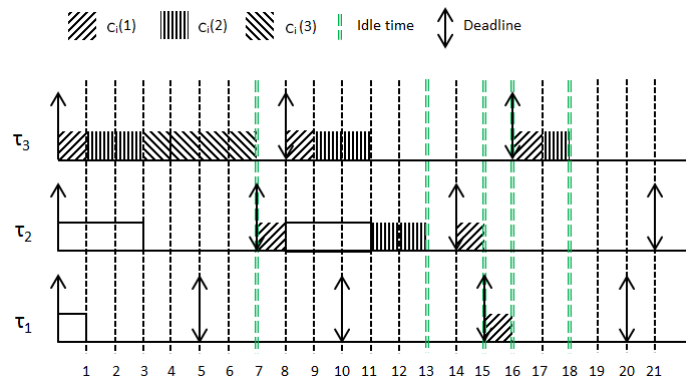 Cᵢ(1) Cᵢ(2) Cᵢ(3) Idle time Deadline
τ₃
τ₂
τ₁
1 2 3 4 5 6 7 8 9 10 11 12 13 14 15 16 17 18 19 20 21